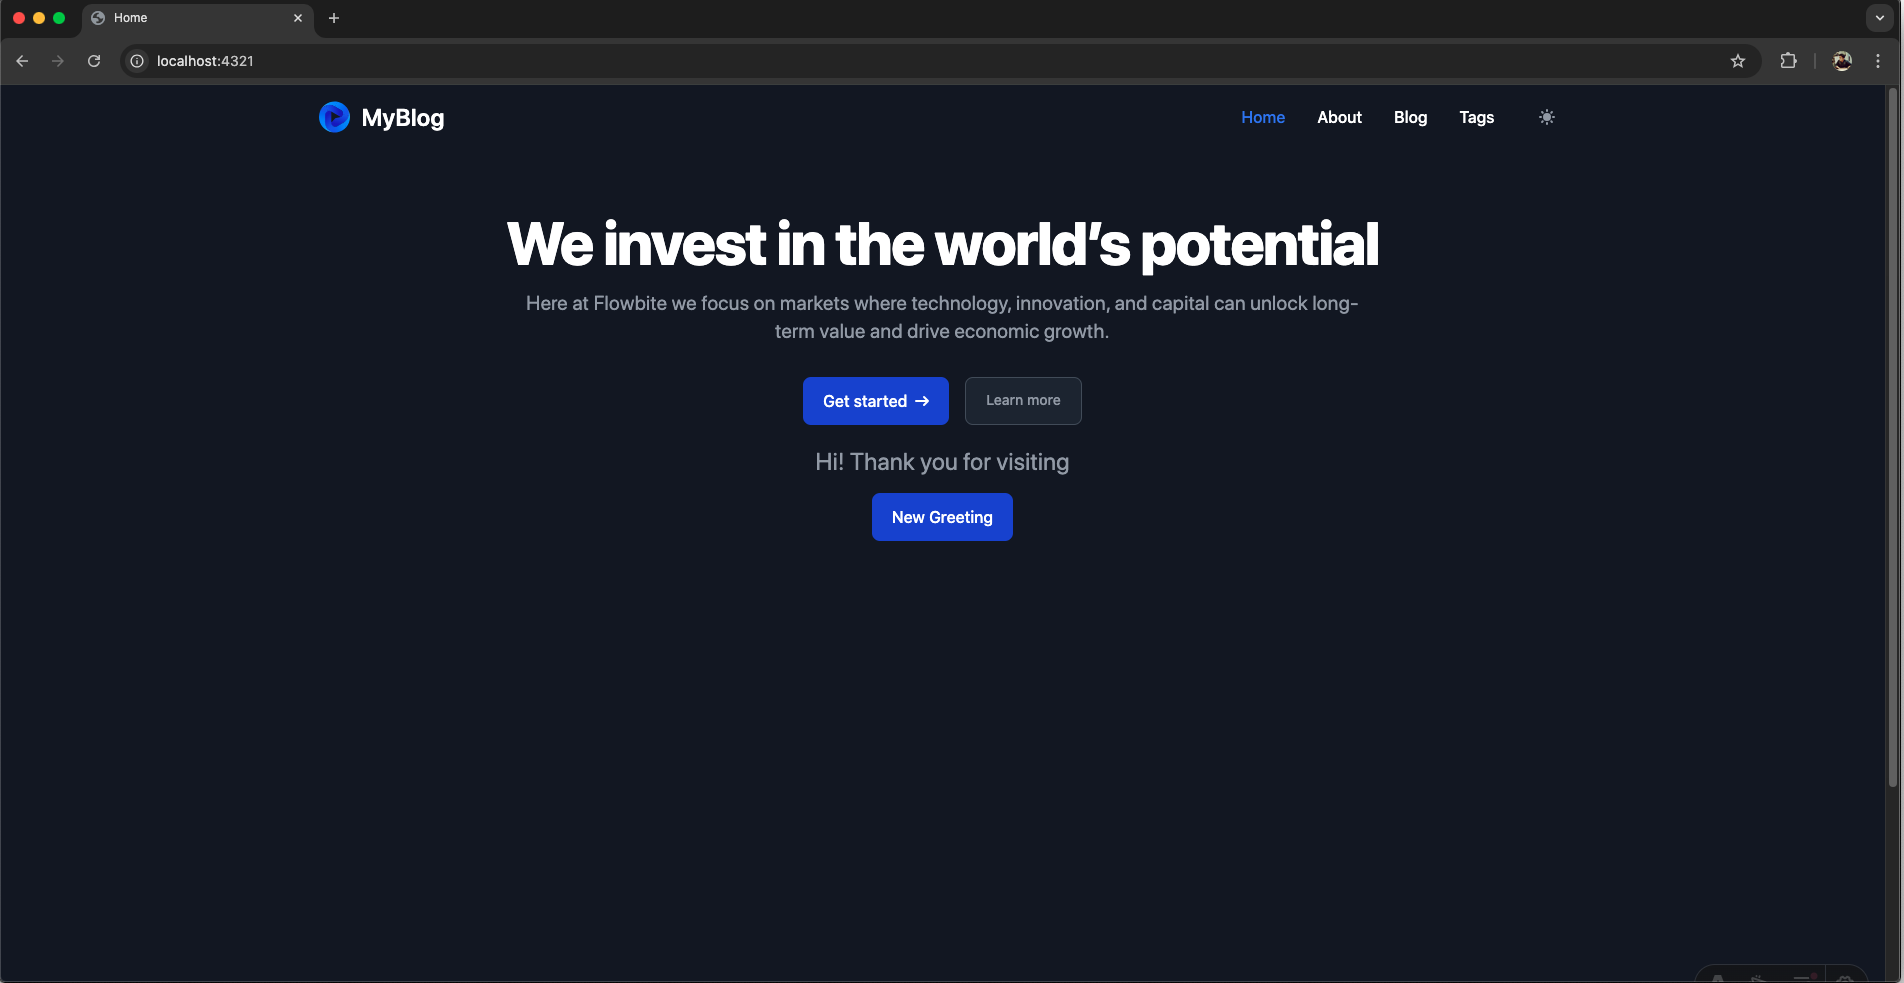 Home
localhost:4321
MyBlog
Home About Blog Tags
We invest in the world’s potential
Here at Flowbite we focus on markets where technology, innovation, and capital can unlock long-
term value and drive economic growth.
Get started → Learn more
Hi! Thank you for visiting
New Greeting